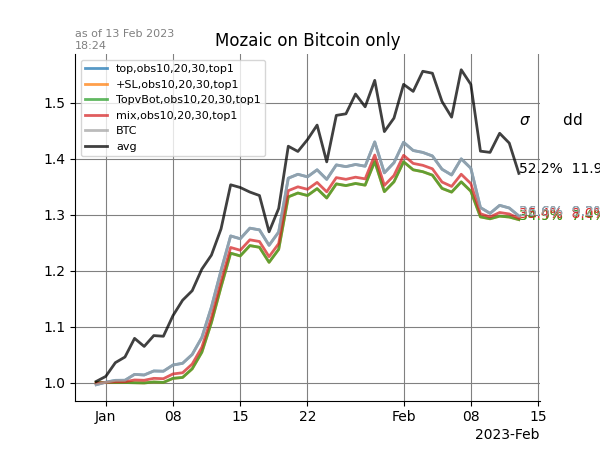 as of 13 Feb 2023
18:24
Mozaic on Bitcoin only
top,obs10,20,30,top1
+SL,obs10,20,30,top1
TopvBot,obs10,20,30,top1
mix,obs10,20,30,top1
BTC
avg
σ dd
52.2% 11.9
1.5
1.4
1.3
1.2
1.1
1.0
Jan 08 15 22 Feb 08 15
2023-Feb